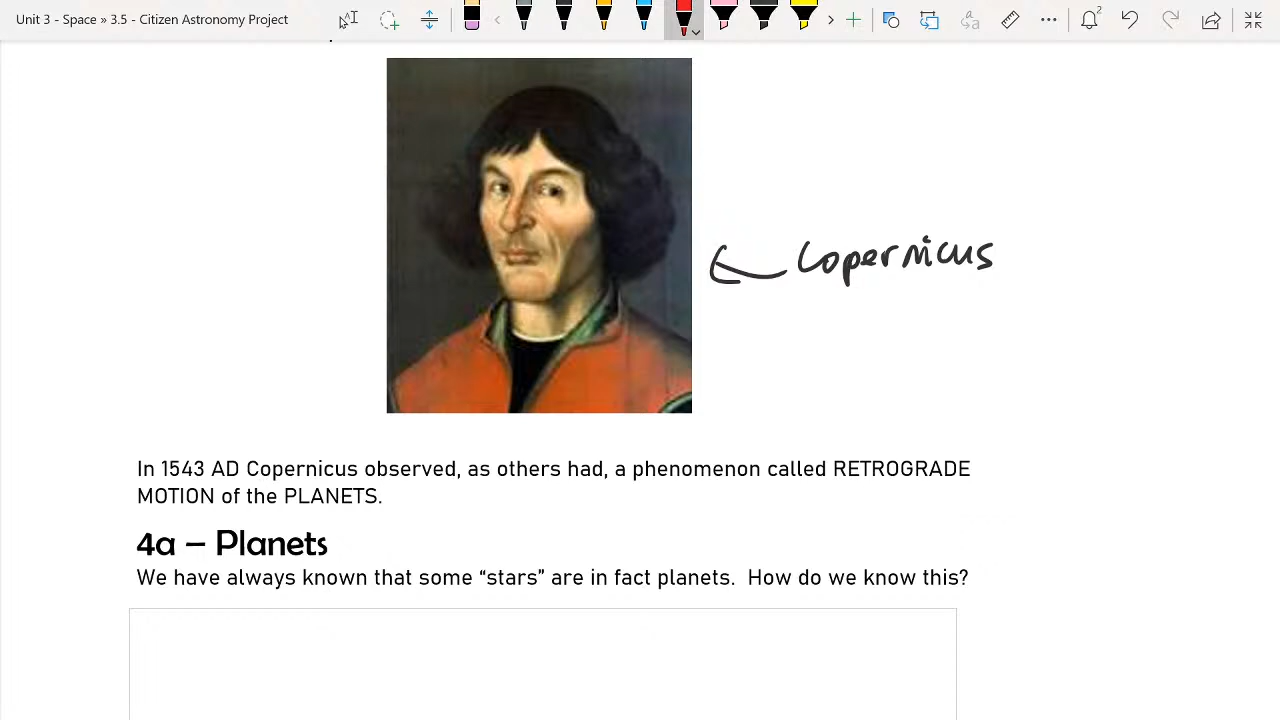 Unit 3 - Space » 3.5 - Citizen Astronomy Project
2
Copernicus
In 1543 AD Copernicus observed, as others had, a phenomenon called RETROGRADE
MOTION of the PLANETS.
4a – Planets
We have always known that some “stars” are in fact planets.  How do we know this?